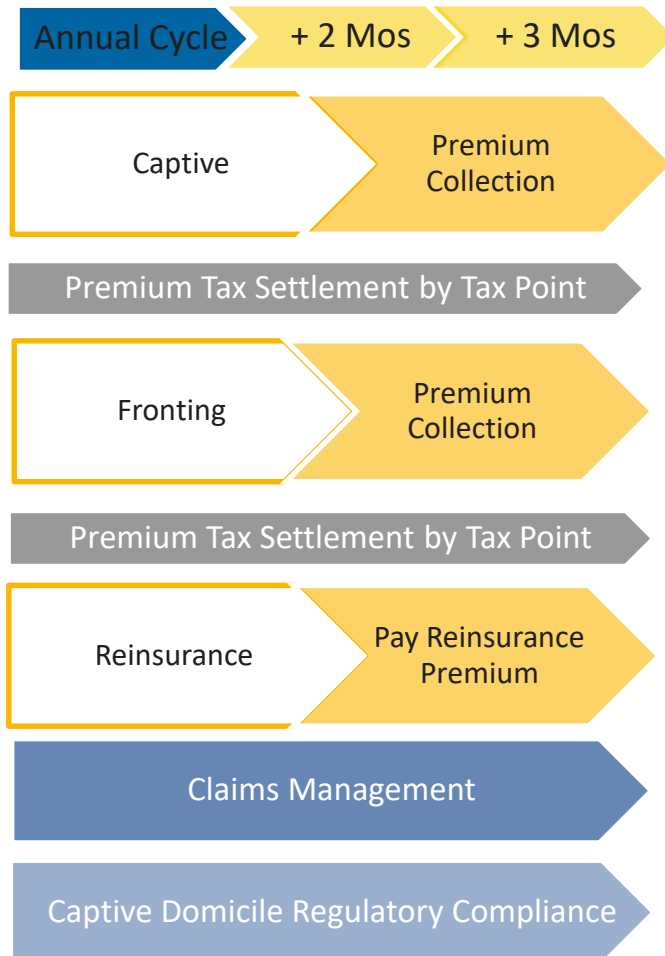 Annual Cycle
+ 2 Mos
+ 3 Mos
Captive
Premium
Collection
Premium Tax Settlement by Tax Point
Fronting
Premium
Collection
Premium Tax Settlement by Tax Point
Reinsurance
Pay Reinsurance
Premium
Claims Management
Captive Domicile Regulatory Compliance